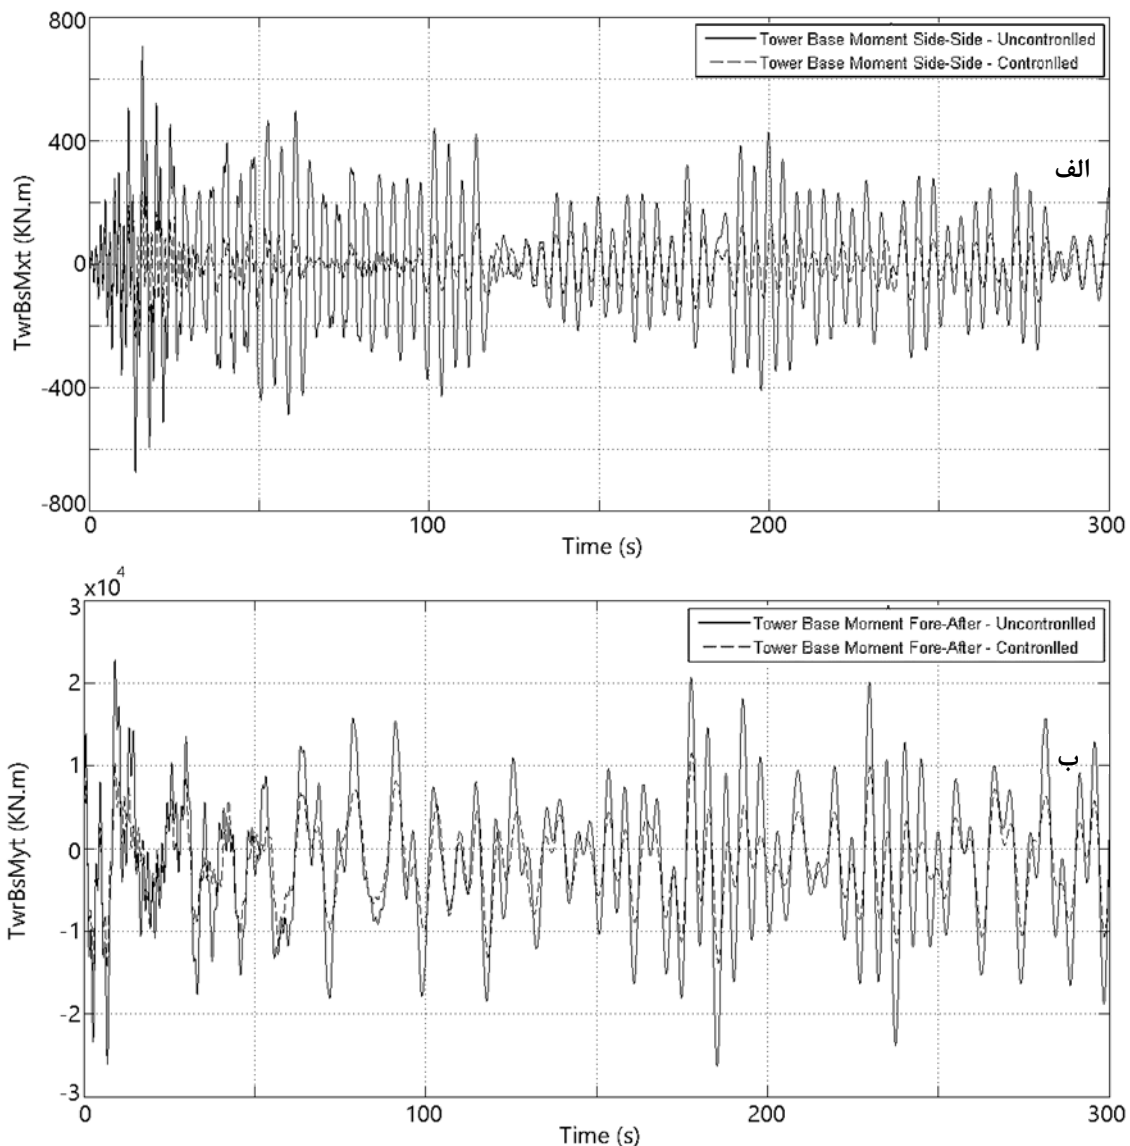 800
Tower Base Moment Side-Side - Uncontronlled
Tower Base Moment Side-Side - Contronlled
400
الف
TwrBsMxt (KN.m)
0
-400
-800
0 100 200 300
Time (s)
x10⁴
3
Tower Base Moment Fore-After - Uncontronlled
Tower Base Moment Fore-After - Contronlled
2
1
ب
TwrBsMyt (KN.m)
0
-1
-2
-3
0 100 200 300
Time (s)